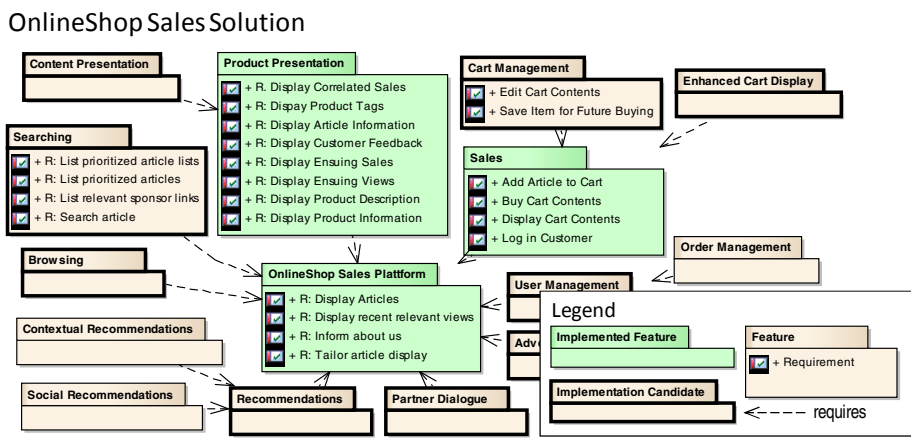 OnlineShop Sales Solution
Content Presentation
Product Presentation
+ R. Display Correlated Sales
+ R. Dispay Product Tags
+ R: Display Article Information
+ R. Display Customer Feedback
+ R: Display Ensuing Sales
+ R: Display Ensuing Views
+ R: Display Product Description
+ R: Display Product Information
Cart Management
+ Edit Cart Contents
+ Save Item for Future Buying
Enhanced Cart Display
Searching
+ R: List prioritized article lists
+ R: List prioritized articles
+ R: List relevant sponsor links
+ R: Search article
Sales
+ Add Article to Cart
+ Buy Cart Contents
+ Display Cart Contents
+ Log in Customer
Browsing
OnlineShop Sales Plattform
+ R: Display Articles
+ R: Display recent relevant views
+ R: Inform about us
+ R: Tailor article display
Order Management
User Management
Contextual Recommendations
Social Recommendations
Recommendations
Partner Dialogue
Legend
Implemented Feature
Feature
+ Requirement
Implementation Candidate
requires